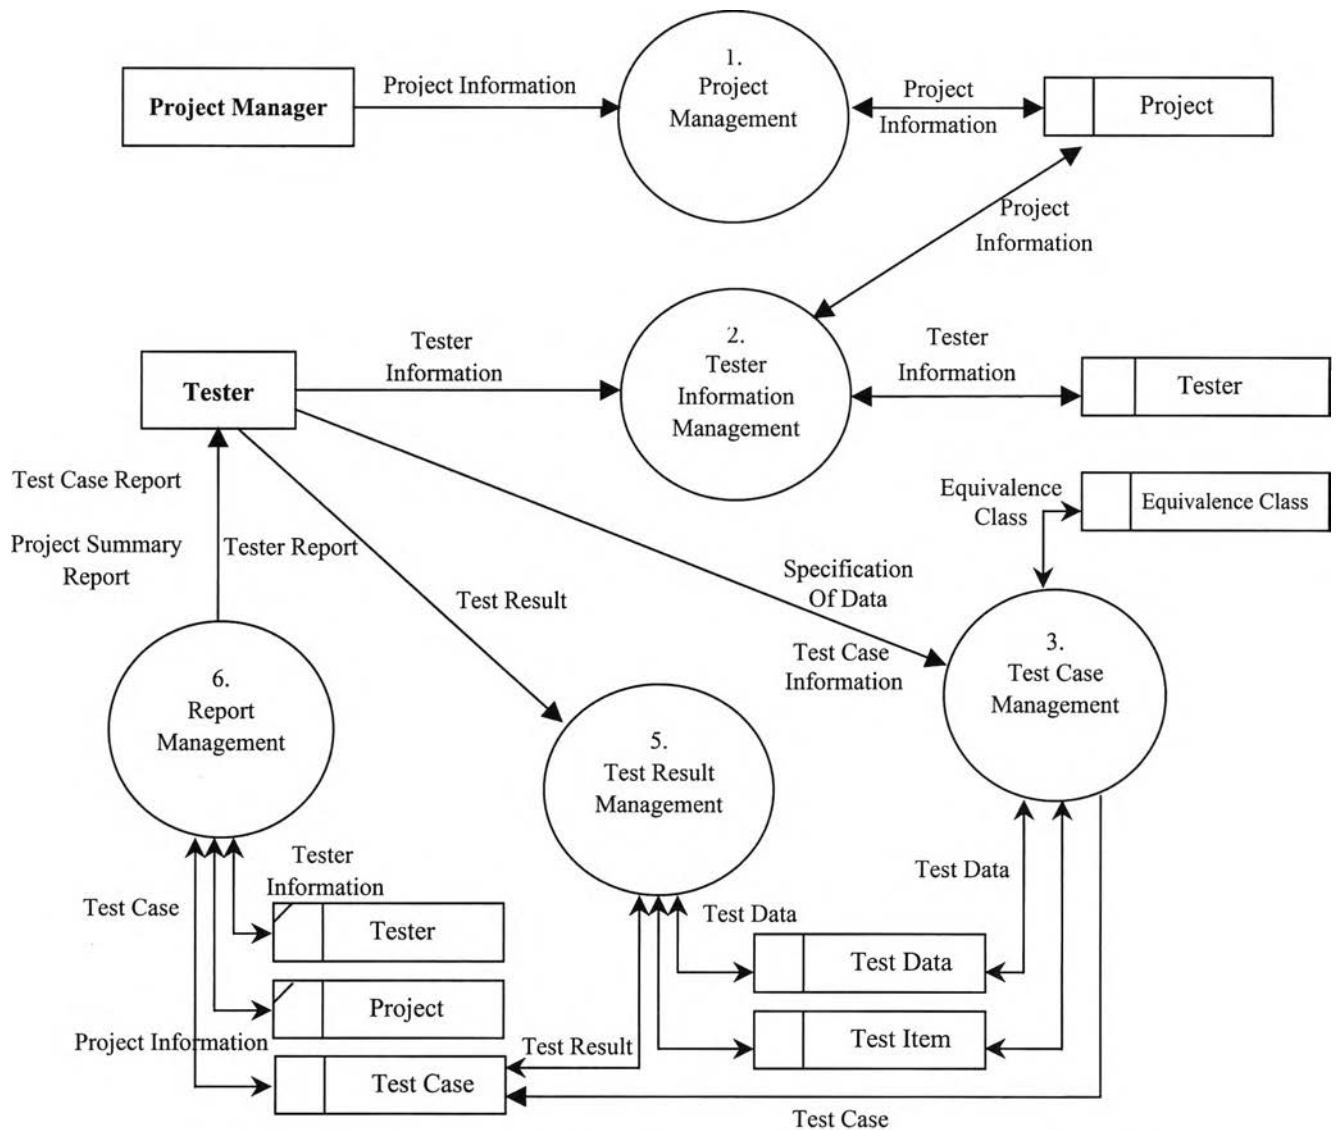 1.
Project
Management
Project Manager
Project Information
Project
Information
Project
Project
Information
2.
Tester
Information
Management
Tester
Tester
Information
Tester
Information
Tester
Equivalence
Class
Equivalence Class
Test Case Report
Project Summary
Report
Tester Report
Test Result
Specification
Of Data
Test Case
Information
3.
Test Case
Management
6.
Report
Management
5.
Test Result
Management
Tester
Information
Test Case
Tester
Project
Project Information
Test Case
Test Result
Test Data
Test Data
Test Data
Test Item
Test Case